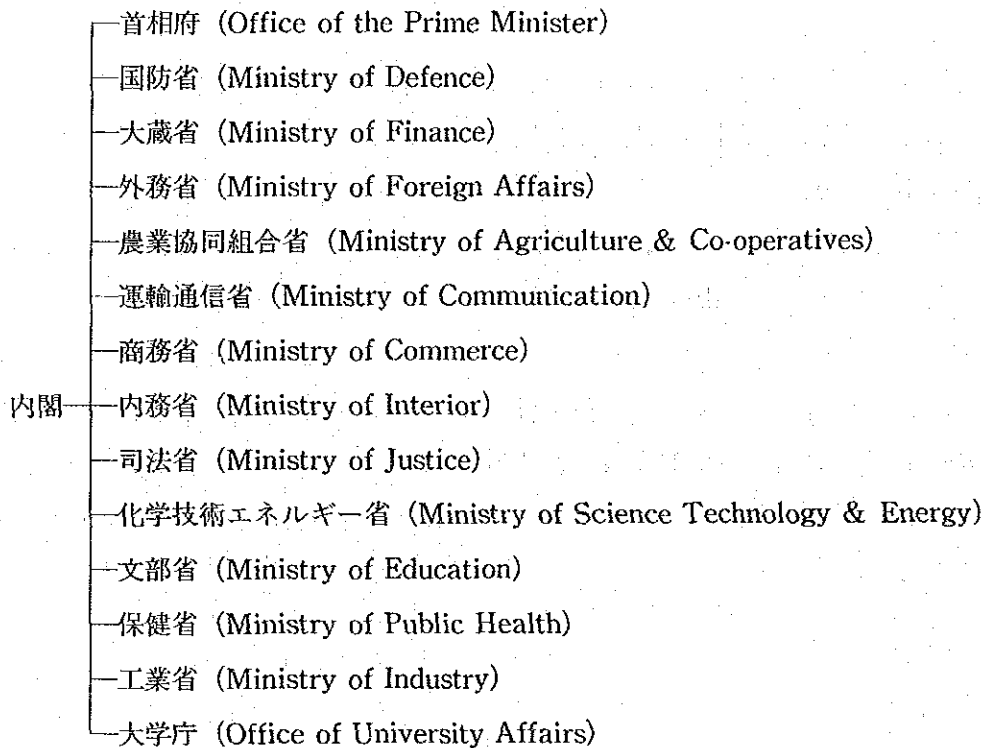 首相府 (Office of the Prime Minister)
国防省 (Ministry of Defence)
大蔵省 (Ministry of Finance)
外務省 (Ministry of Foreign Affairs)
農業協同組合省 (Ministry of Agriculture & Co-operatives)
運輸通信省 (Ministry of Communication)
商務省 (Ministry of Commerce)
内閣 内務省 (Ministry of Interior)
司法省 (Ministry of Justice)
化学技術エネルギー省 (Ministry of Science Technology & Energy)
文部省 (Ministry of Education)
保健省 (Ministry of Public Health)
工業省 (Ministry of Industry)
大学庁 (Office of University Affairs)